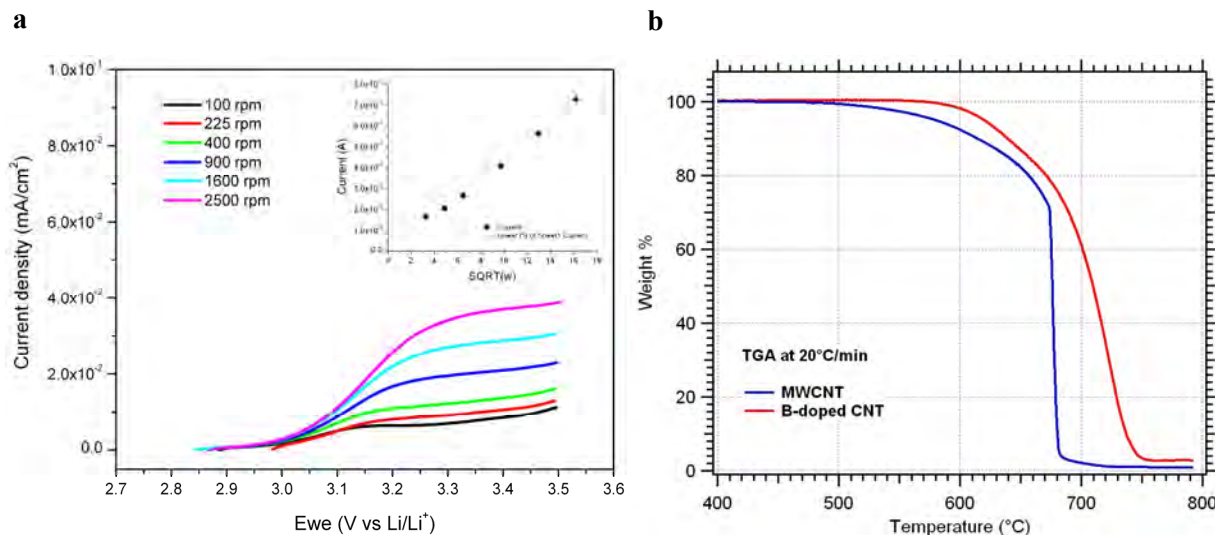 a
b
1.0x10⁻¹
8.0x10⁻²
6.0x10⁻²
4.0x10⁻²
2.0x10⁻²
0.0
Current density (mA/cm²)
100 rpm
225 rpm
400 rpm
900 rpm
1600 rpm
2500 rpm
Current (A)
0.0
0 2 4 6 8 10 12 14 16 18
SQRT(w)
2.7 2.8 2.9 3.0 3.1 3.2 3.3 3.4 3.5 3.6
Ewe (V vs Li/Li⁺)
100
80
60
40
20
0
Weight %
TGA at 20°C/min
MWCNT
B-doped CNT
400 500 600 700 800
Temperature (°C)